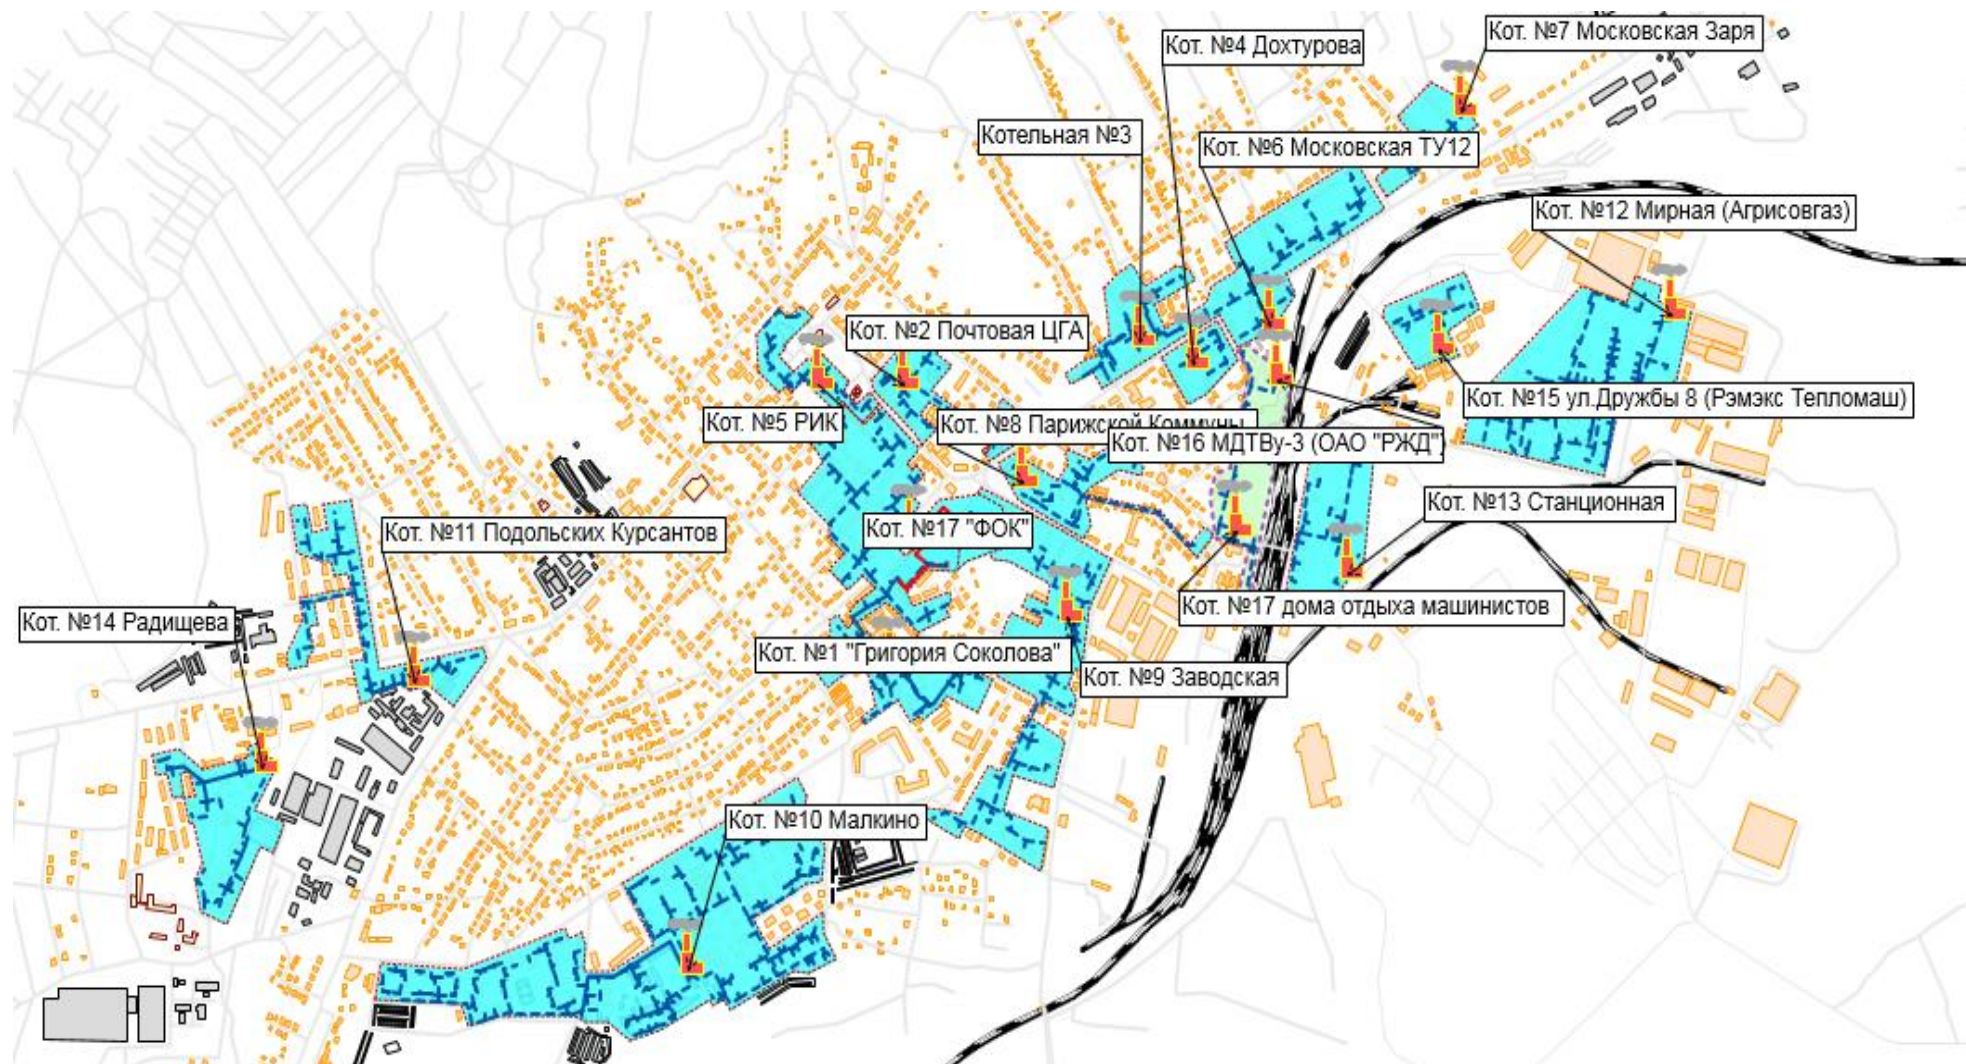 Кот. №7 Московская Заря
Кот. №4 Дохтурова
Котельная №3
Кот. №6 Московская ТУ12
Кот. №12 Мирная (Агрисовгаз)
Кот. №2 Почтовая ЦГА
Кот. №5 РИК
Кот. №8 Парижской Коммуны
Кот. №15 ул.Дружбы 8 (Рэмэкс Тепломаш)
Кот. №16 МДТВу-3 (ОАО "РЖД")
Кот. №13 Станционная
Кот. №17 "ФОК"
Кот. №11 Подольских Курсантов
Кот. №17 дома отдыха машинистов
Кот. №14 Радищева
Кот. №1 "Григория Соколова"
Кот. №9 Заводская
Кот. №10 Малкино